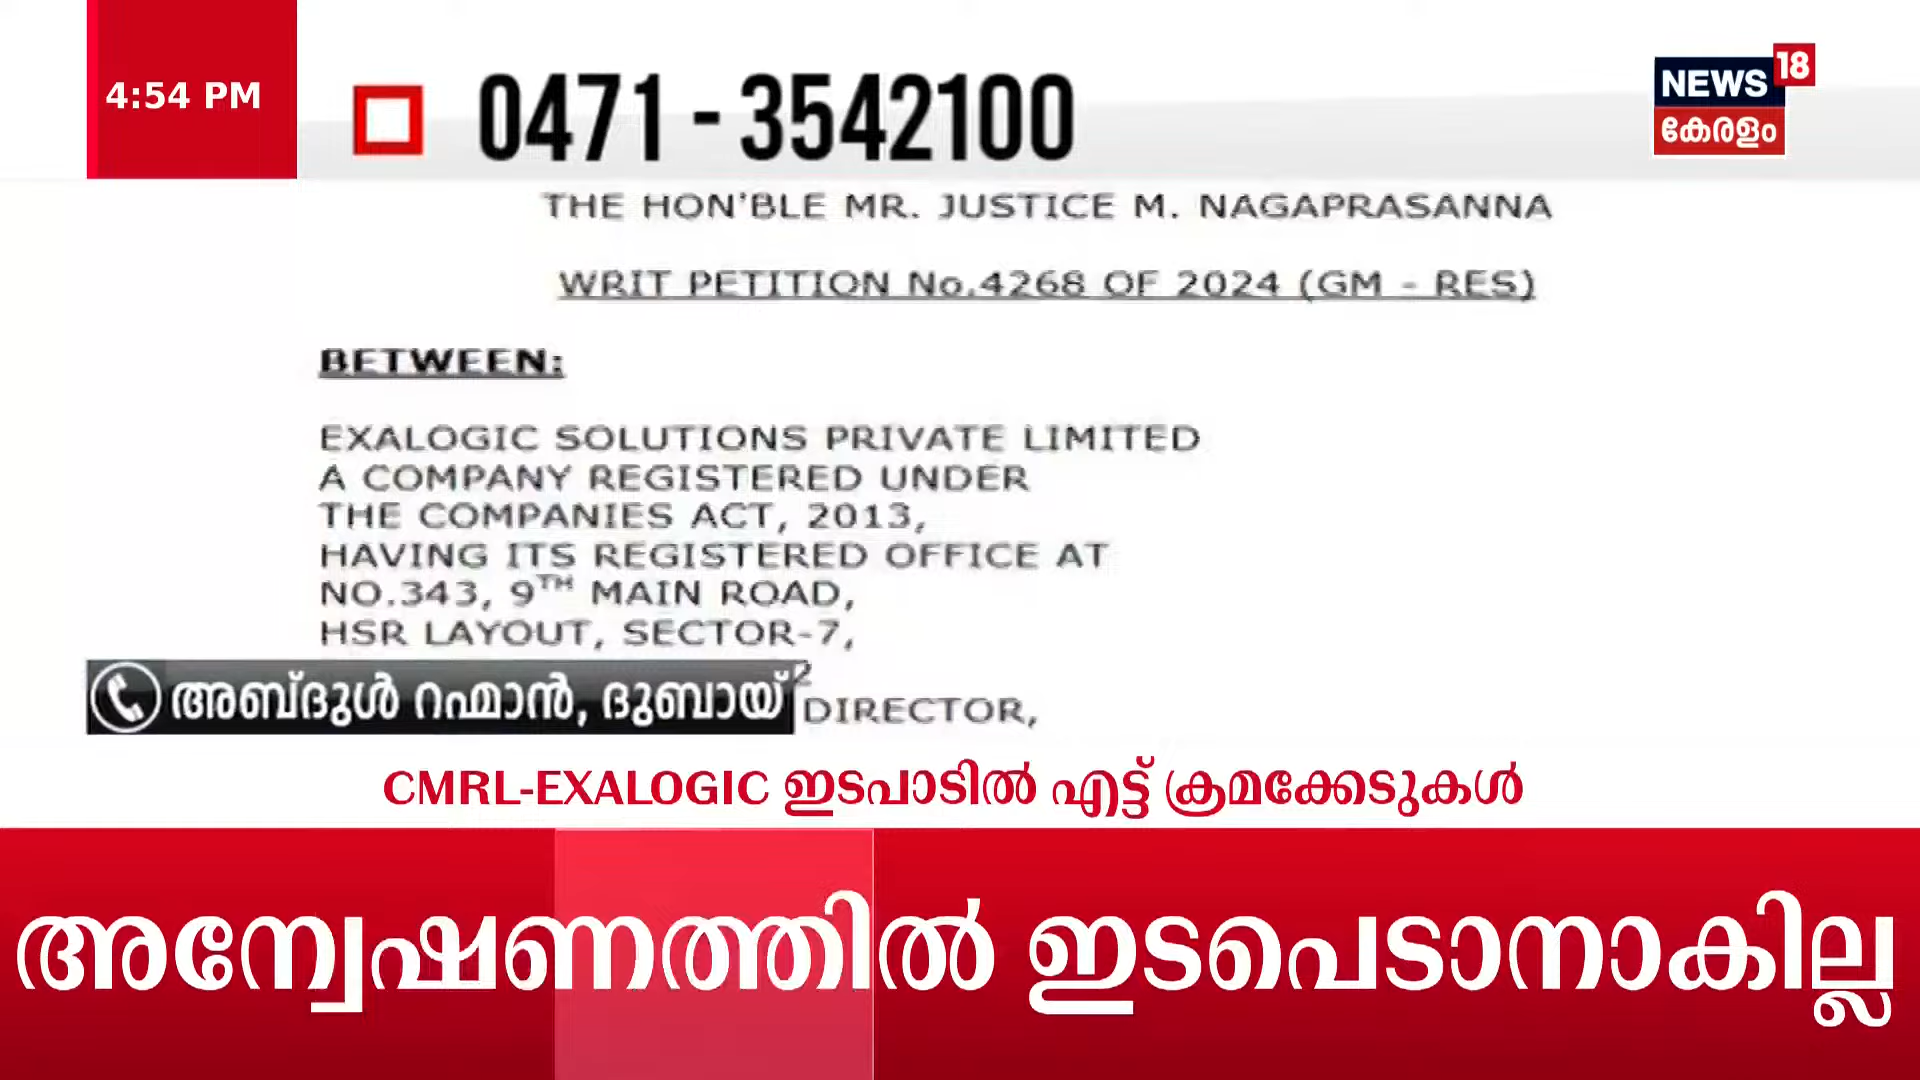 4:54 PM
0471 - 3542100
NEWS 18
കേരളം
THE HON'BLE MR. JUSTICE M. NAGAPRASANNA
WRIT PETITION No.4268 OF 2024 (GM - RES)
BETWEEN:
EXALOGIC SOLUTIONS PRIVATE LIMITED
A COMPANY REGISTERED UNDER
THE COMPANIES ACT, 2013,
HAVING ITS REGISTERED OFFICE AT
NO.343, 9TH MAIN ROAD,
HSR LAYOUT, SECTOR-7,
അബ്ദുൾ റഹ്മാൻ, ദുബായ്
DIRECTOR,
CMRL-EXALOGIC ഇടപാടിൽ എട്ട് ക്രമക്കേടുകൾ
അന്വേഷണത്തിൽ ഇടപെടാനാകില്ല